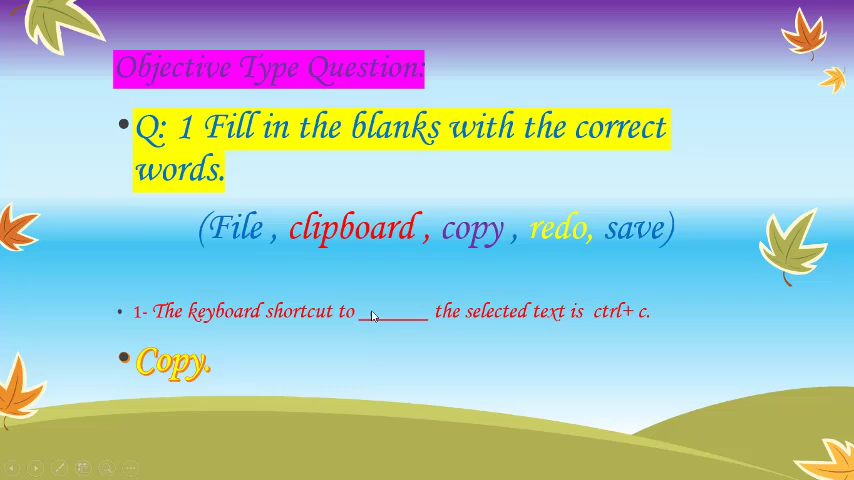 Objective Type Question:
• Q: 1 Fill in the blanks with the correct
words.
(File , clipboard , copy , redo, save)
• 1- The keyboard shortcut to ______ the selected text is ctrl+ c.
• Copy.